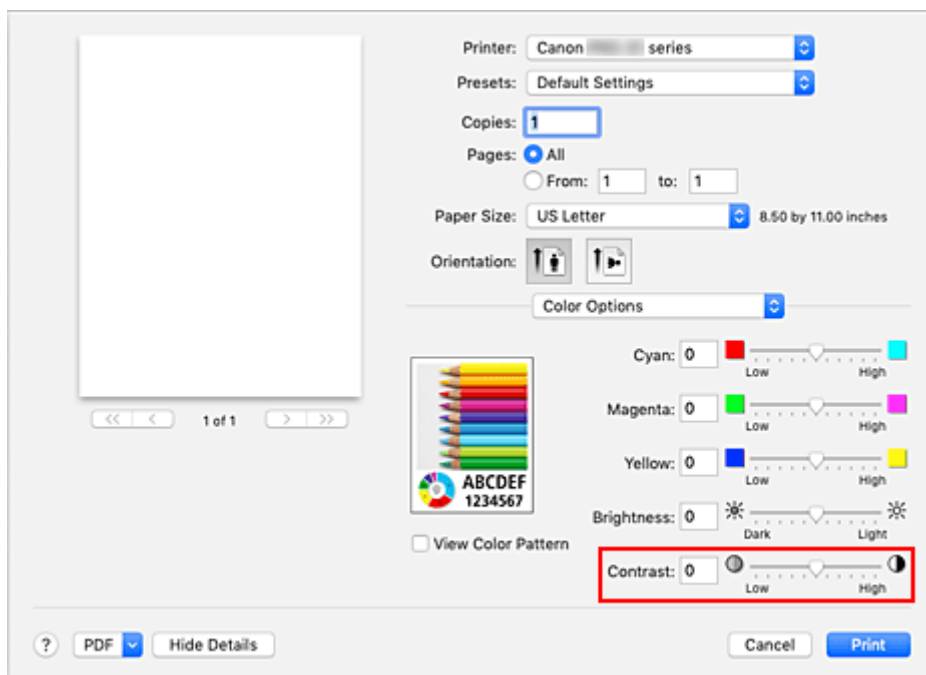 Printer: Canon series
Presets: Default Settings
Copies: 1
Pages: All
From: 1 to: 1
Paper Size: US Letter 8.50 by 11.00 inches
Orientation:
Color Options
Cyan: 0
Low High
Magenta: 0
Low High
Yellow: 0
Low High
Brightness: 0
Dark Light
Contrast: 0
Low High
<< < 1 of 1 > >>
ABCDEF
1234567
View Color Pattern
? PDF Hide Details Cancel Print